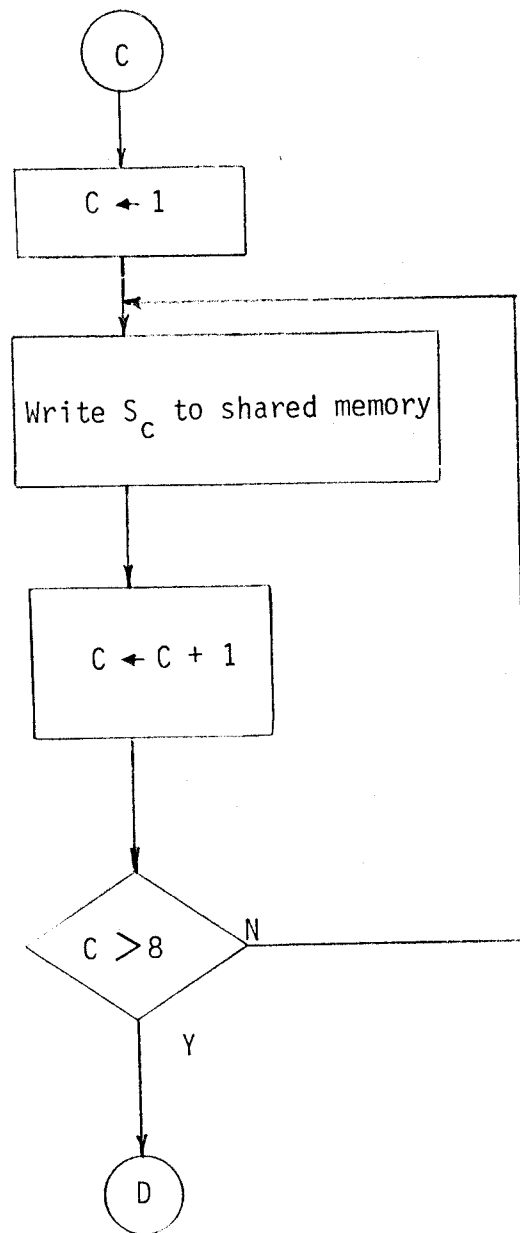 C
C ← 1
Write S_c to shared memory
C ← C + 1
C > 8
N
Y
D